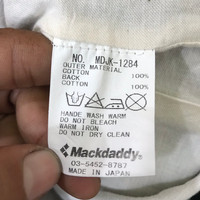 NO. MDJK-1284
OUTER MATERIAL
COTTON 100%
BACK
COTTON 100%
HANDE WASH WARM
DO NOT BLEACH
WARM IRON
DO NOT DRY CLEAN
Mackdaddy
03-5452-8787
MADE IN JAPAN